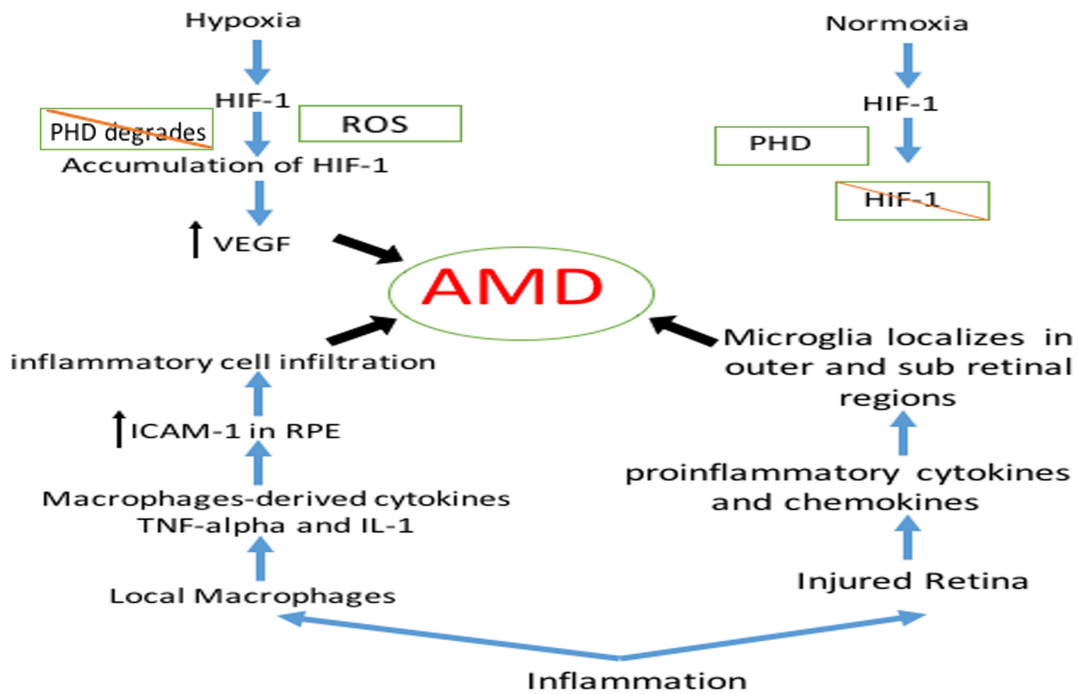 Hypoxia
HIF-1
PHD degrades
ROS
Accumulation of HIF-1
VEGF
Normoxia
HIF-1
PHD
HIF-1
AMD
inflammatory cell infiltration
ICAM-1 in RPE
Macrophages-derived cytokines
TNF-alpha and IL-1
Local Macrophages
Microglia localizes in
outer and sub retinal
regions
proinflammatory cytokines
and chemokines
Injured Retina
Inflammation